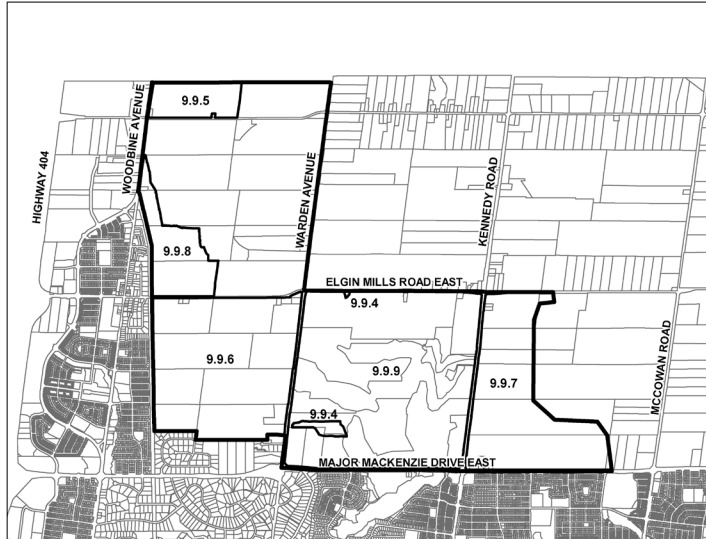 9.9.5
HIGHWAY 404
WOODBINE AVENUE
WARDEN AVENUE
KENNEDY ROAD
9.9.8
ELGIN MILLS ROAD EAST
9.9.4
9.9.6
9.9.9
9.9.7
MCCOWAN ROAD
9.9.4
MAJOR MACKENZIE DRIVE EAST